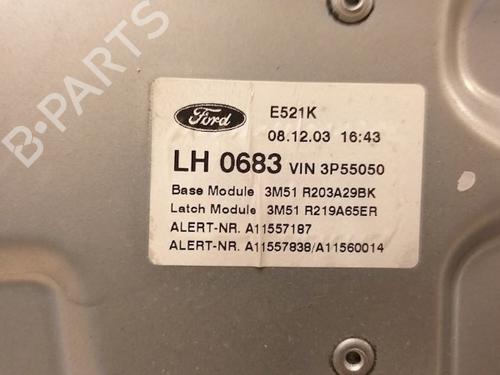 B-PARTS
Ford
E521K
08.12.03 16:43
LH 0683 VIN 3P55050
Base Module 3M51 R203A29BK
Latch Module 3M51 R219A65ER
ALERT-NR. A11557187
ALERT-NR. A11557838/A11560014